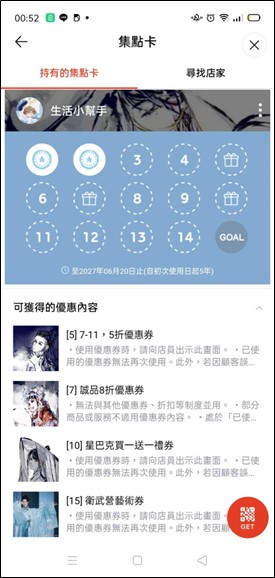 00:52
集點卡
持有的集點卡
尋找店家
生活小幫手
3 4
6 8 9
11 12 13 14 GOAL
至2027年06月20日止(自初次使用日起5年)
可獲得的優惠內容
[5] 7-11,5折優惠券
・使用優惠券時,請向店員出示此畫面。 ・已使用的優惠券無法再次使用。此外,若因顧客誤...
[7] 誠品8折優惠券
・無法與其他優惠券、折扣等制度並用。 ・部分商品或服務不適用優惠券內容。 ・處於「已使...
[10] 星巴克買一送一禮券
・使用優惠券時,請向店員出示此畫面。 ・已使用的優惠券無法再次使用。此外,若因顧客誤...
[15] 衛武營藝術券
・使用優惠券時,請向店員出示此畫面。 ・已使用的優惠券無法再次使用。此外,若
GET